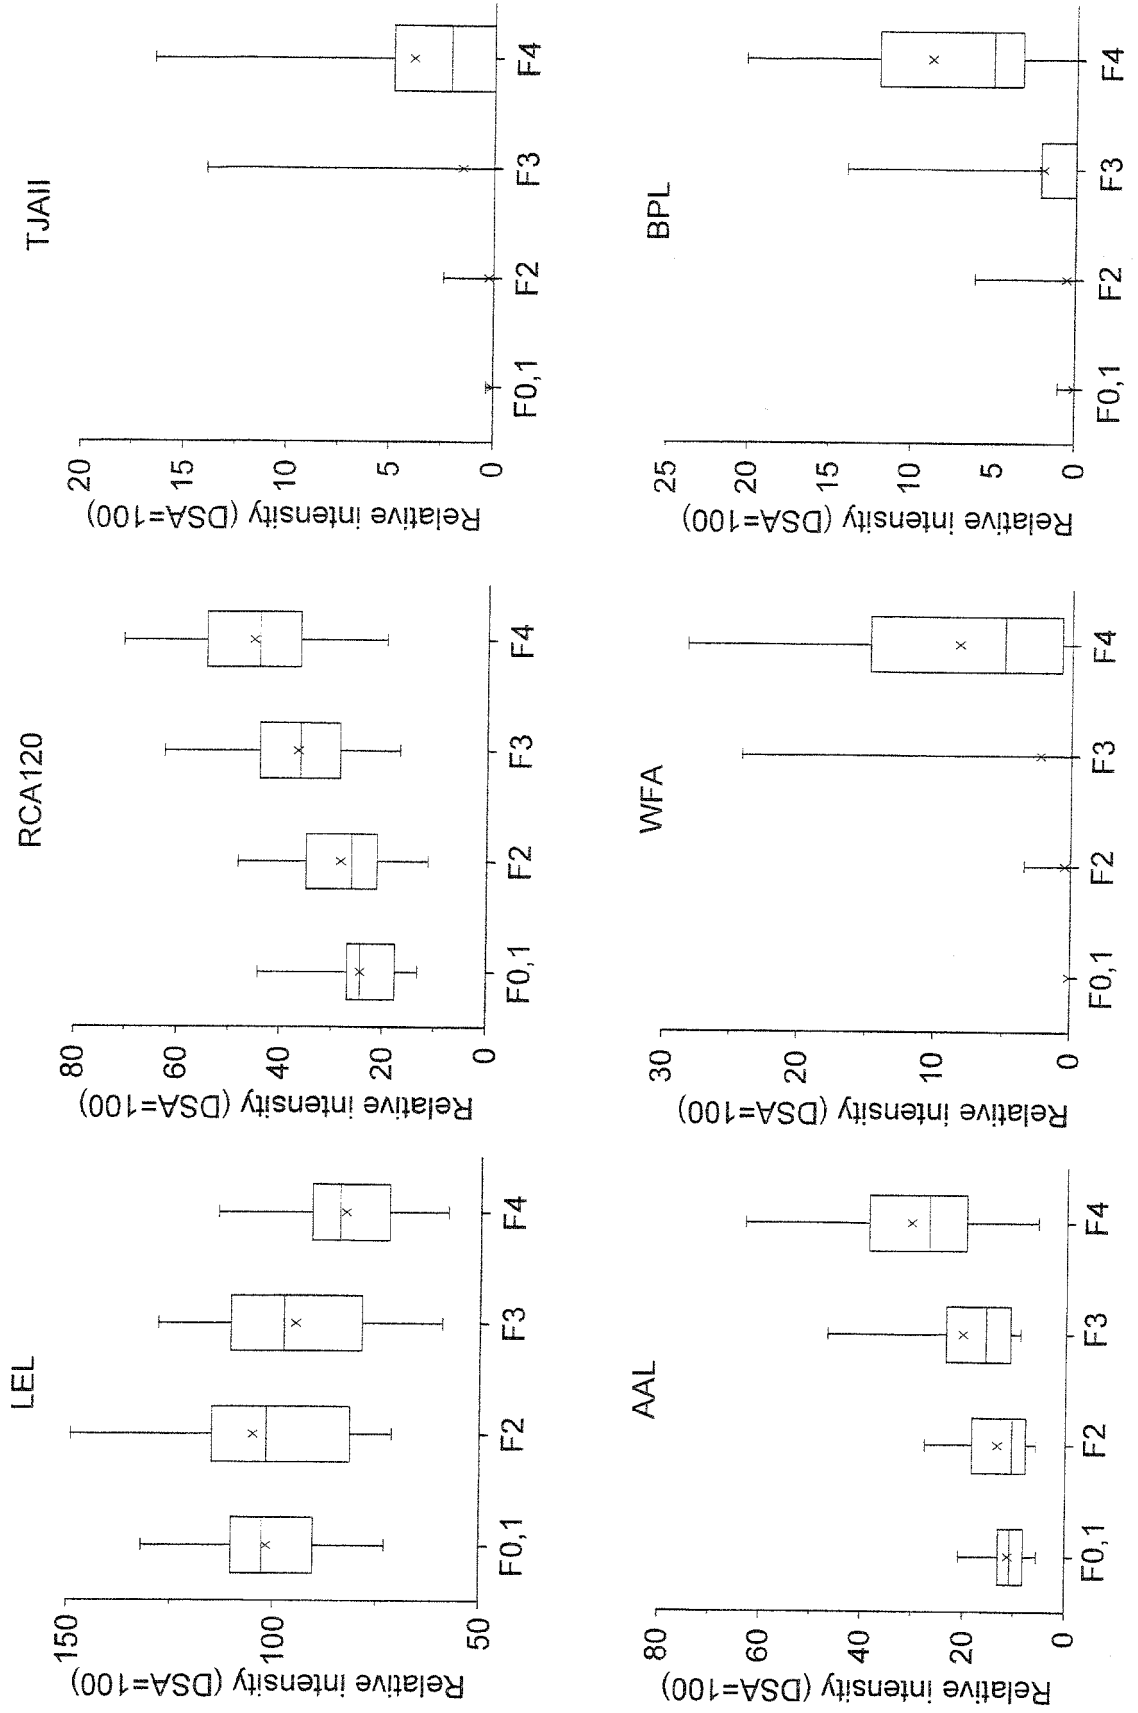 LEL
Relative intensity (DSA=100)
150
100
50
F0,1 F2 F3 F4
RCA120
Relative intensity (DSA=100)
80
60
40
20
0
F0,1 F2 F3 F4
TJAII
Relative intensity (DSA=100)
20
15
10
5
0
F0,1 F2 F3 F4
AAL
Relative intensity (DSA=100)
80
60
40
20
0
F0,1 F2 F3 F4
WFA
Relative intensity (DSA=100)
30
20
10
0
F0,1 F2 F3 F4
BPL
Relative intensity (DSA=100)
25
20
15
10
5
0
F0,1 F2 F3 F4